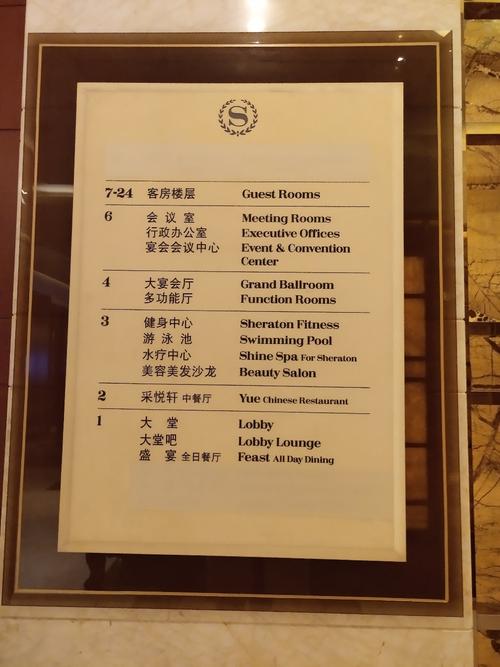 S
7-24 客房楼层 Guest Rooms
6 会议室 Meeting Rooms
行政办公室 Executive Offices
宴会会议中心 Event & Convention
Center
4 大宴会厅 Grand Ballroom
多功能厅 Function Rooms
3 健身中心 Sheraton Fitness
游泳池 Swimming Pool
水疗中心 Shine Spa For Sheraton
美容美发沙龙 Beauty Salon
2 采悦轩 中餐厅 Yue Chinese Restaurant
1 大堂 Lobby
大堂吧 Lobby Lounge
盛宴 全日餐厅 Feast All Day Dining